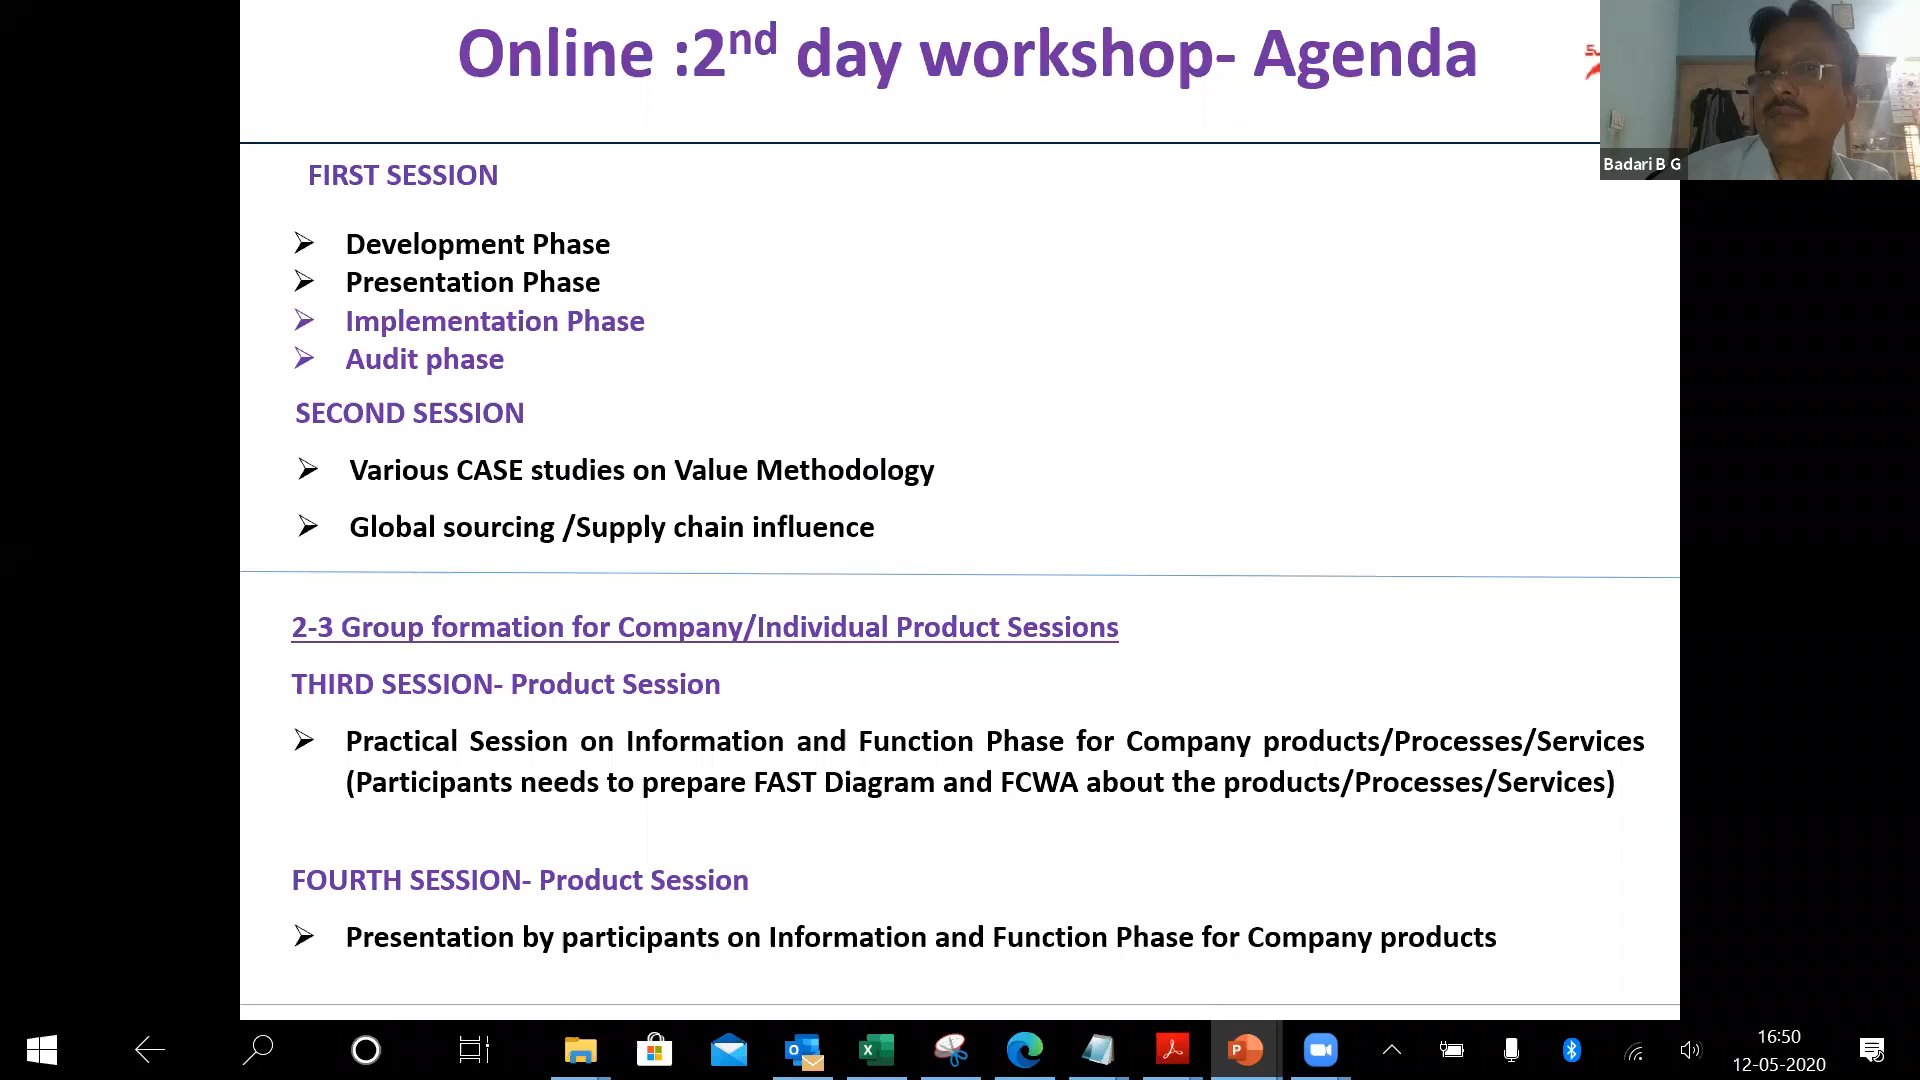 Online :2nd day workshop- Agenda
Badari B G
FIRST SESSION
Development Phase
Presentation Phase
Implementation Phase
Audit phase
SECOND SESSION
Various CASE studies on Value Methodology
Global sourcing /Supply chain influence
2-3 Group formation for Company/Individual Product Sessions
THIRD SESSION- Product Session
Practical Session on Information and Function Phase for Company products/Processes/Services
(Participants needs to prepare FAST Diagram and FCWA about the products/Processes/Services)
FOURTH SESSION- Product Session
Presentation by participants on Information and Function Phase for Company products
16:50
12-05-2020